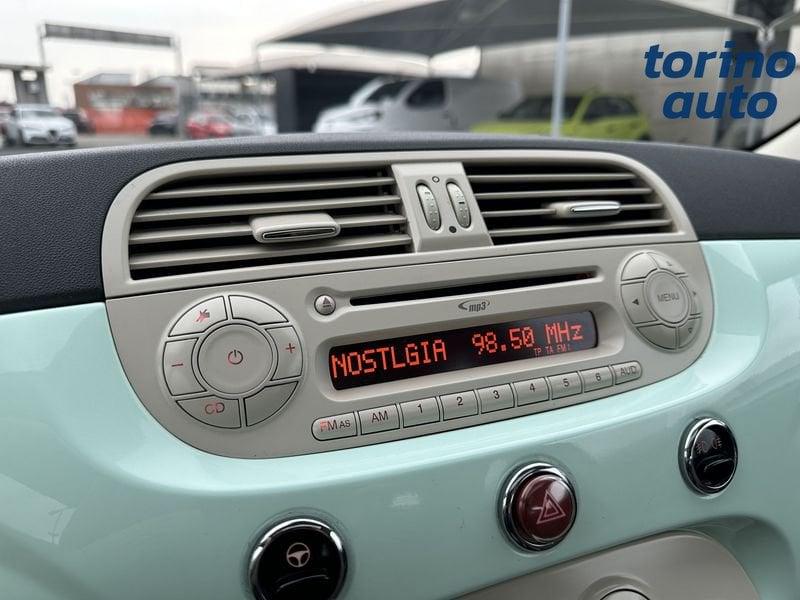 torino
auto
mp3
MENU
NOSTLGIA 98.50 MHz
TP TA FM1
CD
FM AS AM 1 2 3 4 5 6 AUD